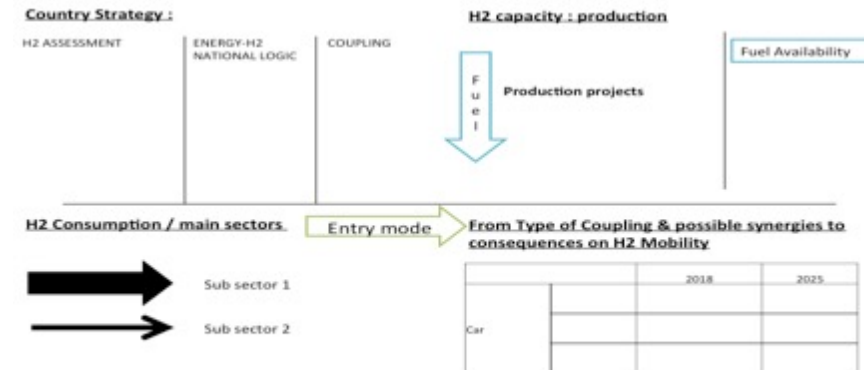 Country Strategy :
H2 ASSESSMENT
ENERGY-H2
NATIONAL LOGIC
COUPLING
H2 capacity : production
Fuel
Production projects
Fuel Availability
H2 Consumption / main sectors
Sub sector 1
Sub sector 2
Entry mode
From Type of Coupling & possible synergies to
consequences on H2 Mobility
2018 2025
Car